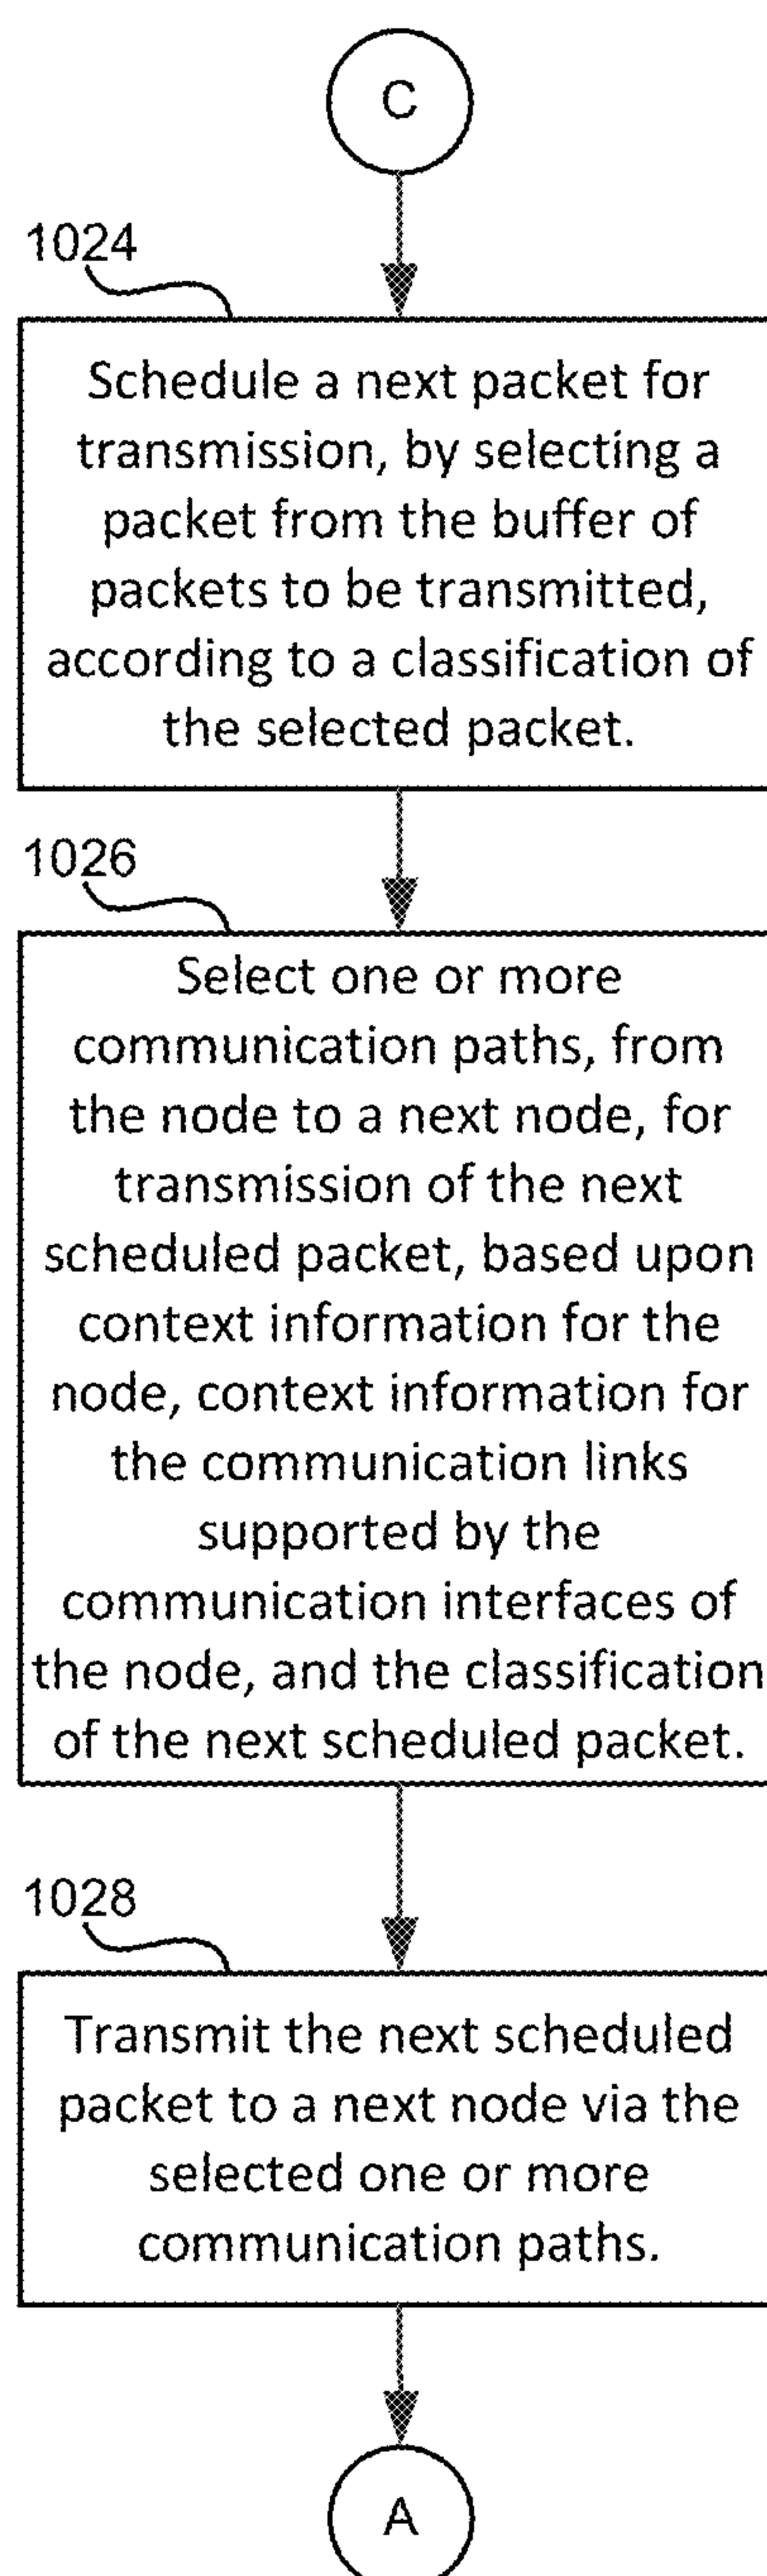 C
1024
Schedule a next packet for
transmission, by selecting a
packet from the buffer of
packets to be transmitted,
according to a classification of
the selected packet.
1026
Select one or more
communication paths, from
the node to a next node, for
transmission of the next
scheduled packet, based upon
context information for the
node, context information for
the communication links
supported by the
communication interfaces of
the node, and the classification
of the next scheduled packet.
1028
Transmit the next scheduled
packet to a next node via the
selected one or more
communication paths.
A